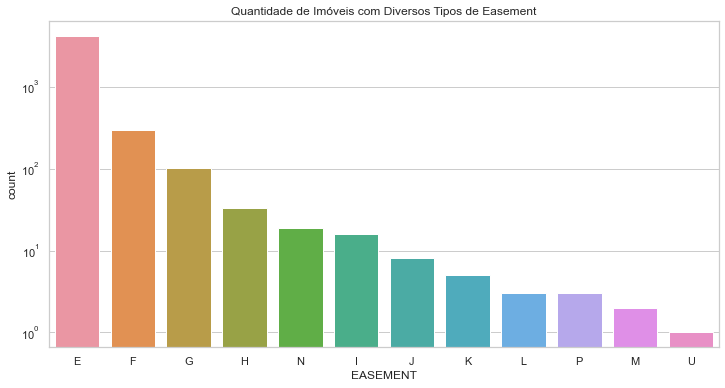 Quantidade de Imóveis com Diversos Tipos de Easement
count
10³
10²
10¹
10⁰
E F G H N I J K L P M U
EASEMENT